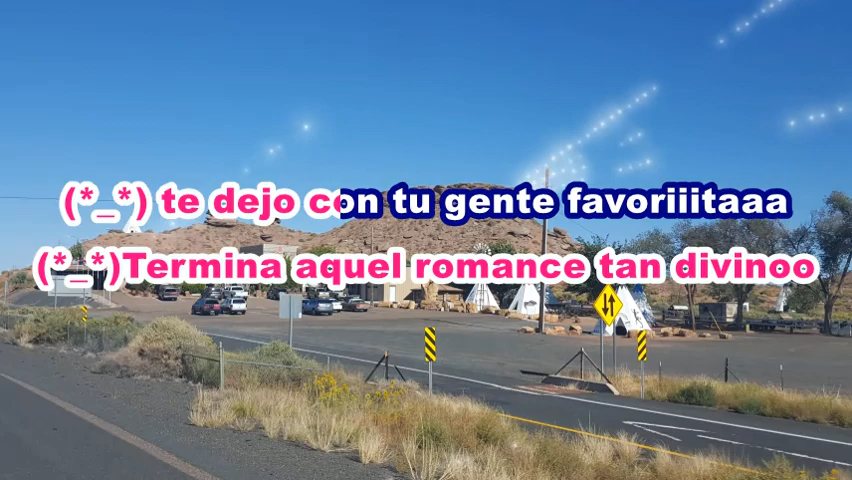 (*_*) te dejo con tu gente favoriiitaaa
(*_*)Termina aquel romance tan divinoo